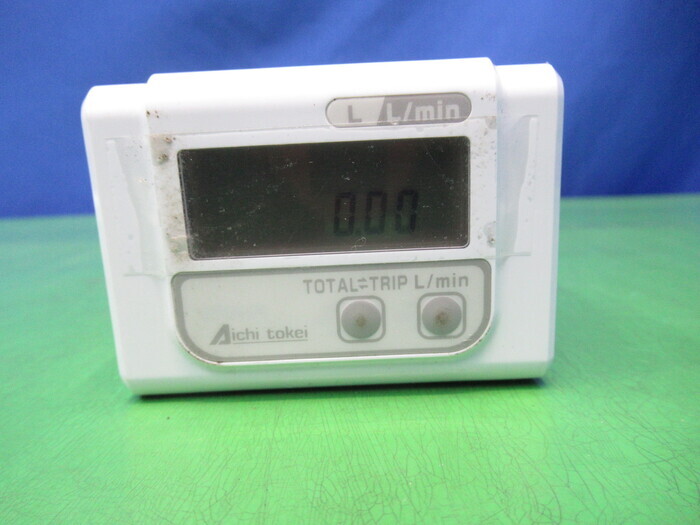 L L/min
0.00
TOTAL⇄TRIP L/min
Aichi tokei